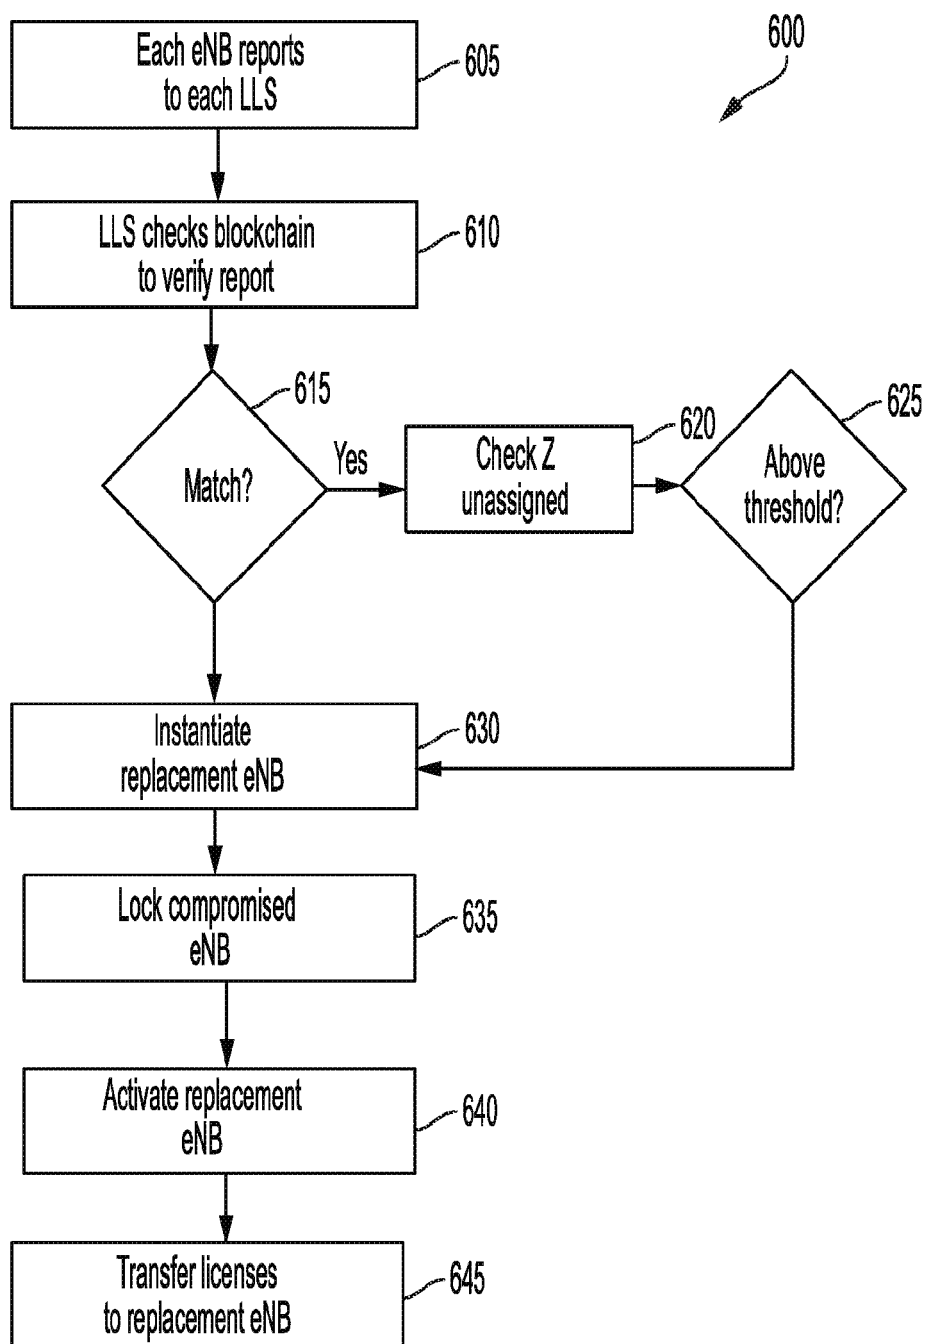 600
Each eNB reports
to each LLS
605
LLS checks blockchain
to verify report
610
615
Match?
Yes
Check Z
unassigned
620
625
Above
threshold?
Instantiate
replacement eNB
630
Lock compromised
eNB
635
Activate replacement
eNB
640
Transfer licenses
to replacement eNB
645